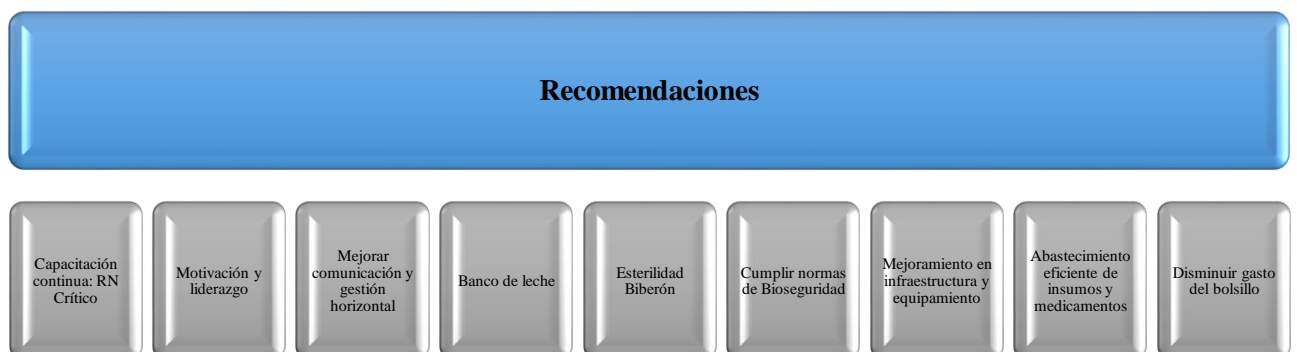 Recomendaciones
Capacitación
continua: RN
Crítico
Motivación y
liderazgo
Mejorar
comunicación y
gestión
horizontal
Banco de leche
Esterilidad
Biberón
Cumplir normas
de Bioseguridad
Mejoramiento en
infraestructura y
equipamiento
Abastecimiento
eficiente de
insumos y
medicamentos
Disminuir gasto
del bolsillo